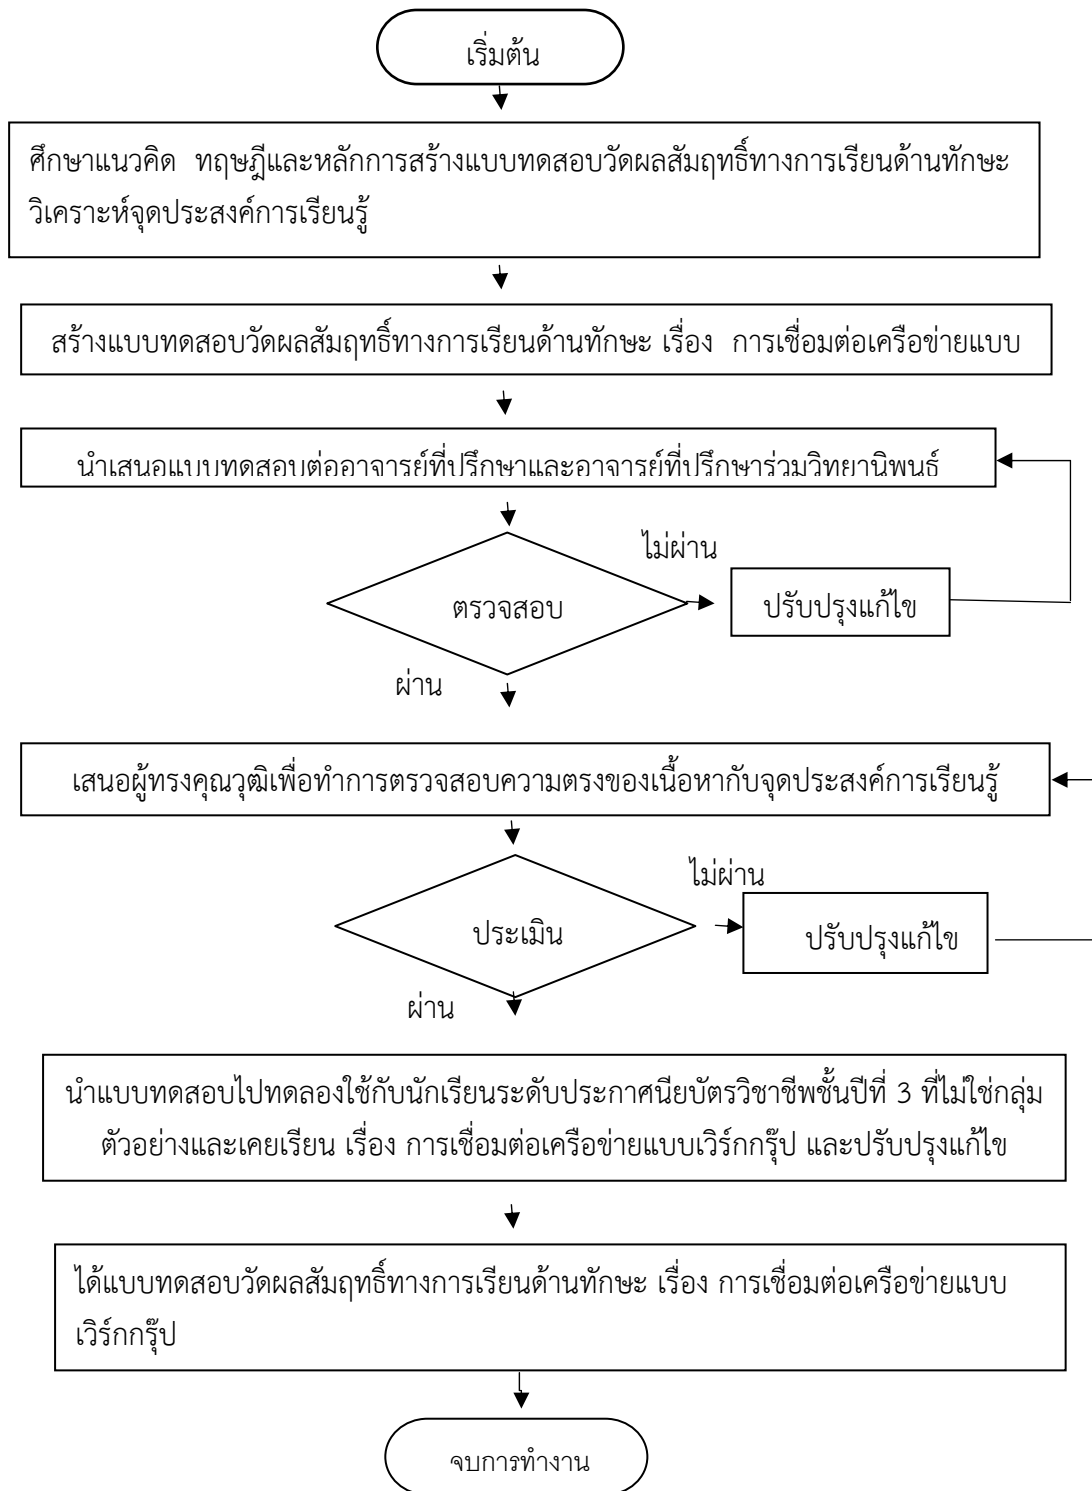 เริ่มต้น
ศึกษาแนวคิด ทฤษฎีและหลักการสร้างแบบทดสอบวัดผลสัมฤทธิ์ทางการเรียนด้านทักษะ
วิเคราะห์จุดประสงค์การเรียนรู้
สร้างแบบทดสอบวัดผลสัมฤทธิ์ทางการเรียนด้านทักษะ เรื่อง การเชื่อมต่อเครือข่ายแบบ
นำเสนอแบบทดสอบต่ออาจารย์ที่ปรึกษาและอาจารย์ที่ปรึกษาร่วมวิทยานิพนธ์
ไม่ผ่าน
ตรวจสอบ
ปรับปรุงแก้ไข
ผ่าน
เสนอผู้ทรงคุณวุฒิเพื่อทำการตรวจสอบความตรงของเนื้อหากับจุดประสงค์การเรียนรู้
ไม่ผ่าน
ประเมิน
ปรับปรุงแก้ไข
ผ่าน
นำแบบทดสอบไปทดลองใช้กับนักเรียนระดับประกาศนียบัตรวิชาชีพชั้นปีที่ 3 ที่ไม่ใช่กลุ่ม
ตัวอย่างและเคยเรียน เรื่อง การเชื่อมต่อเครือข่ายแบบเวิร์กกรุ๊ป และปรับปรุงแก้ไข
ได้แบบทดสอบวัดผลสัมฤทธิ์ทางการเรียนด้านทักษะ เรื่อง การเชื่อมต่อเครือข่ายแบบ
เวิร์กกรุ๊ป
จบการทำงาน